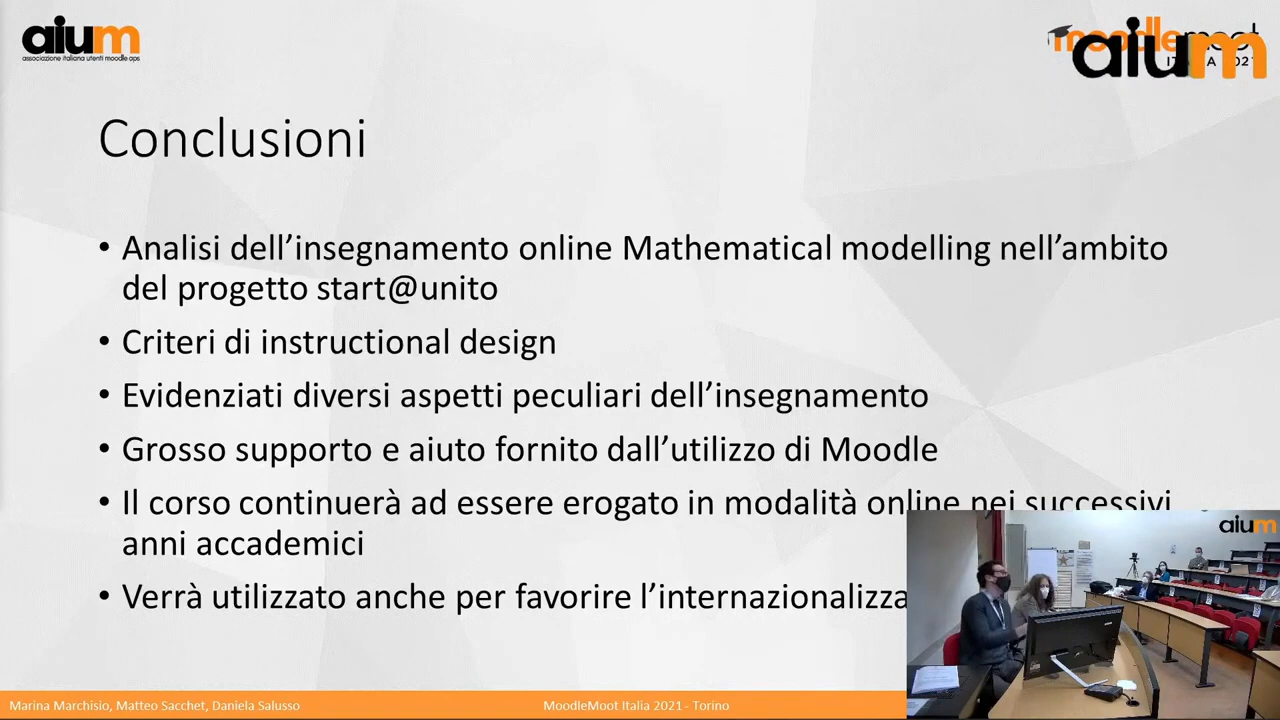 aium
associazione italiana utenti moodle aps
moodlemoot
aium
Conclusioni
• Analisi dell’insegnamento online Mathematical modelling nell’ambito
del progetto start@unito
• Criteri di instructional design
• Evidenziati diversi aspetti peculiari dell’insegnamento
• Grosso supporto e aiuto fornito dall’utilizzo di Moodle
• Il corso continuerà ad essere erogato in modalità online nei successivi
anni accademici
aium
• Verrà utilizzato anche per favorire l’internazionalizza
Marina Marchisio, Matteo Sacchet, Daniela Salusso
MoodleMoot Italia 2021 - Torino